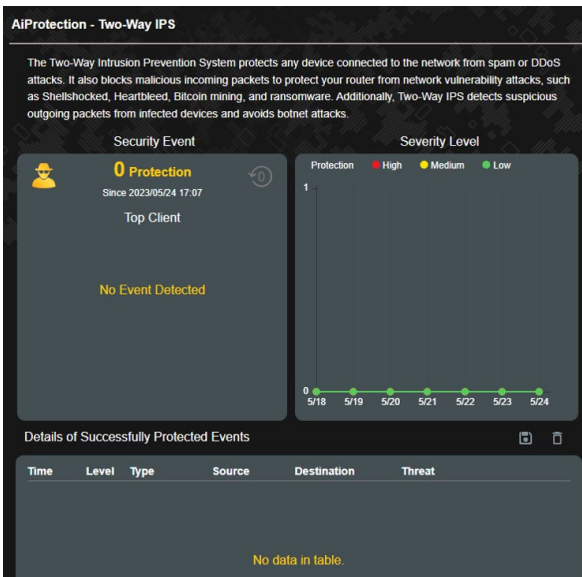 AiProtection - Two-Way IPS
The Two-Way Intrusion Prevention System protects any device connected to the network from spam or DDoS
attacks. It also blocks malicious incoming packets to protect your router from network vulnerability attacks, such
as Shellshocked, Heartbleed, Bitcoin mining, and ransomware. Additionally, Two-Way IPS detects suspicious
outgoing packets from infected devices and avoids botnet attacks.
Security Event
0 Protection
0
Since 2023/05/24 17:07
Top Client
No Event Detected
Severity Level
Protection High Medium Low
1
0
5/18 5/19 5/20 5/21 5/22 5/23 5/24
Details of Successfully Protected Events
Time Level Type Source Destination Threat
No data in table.